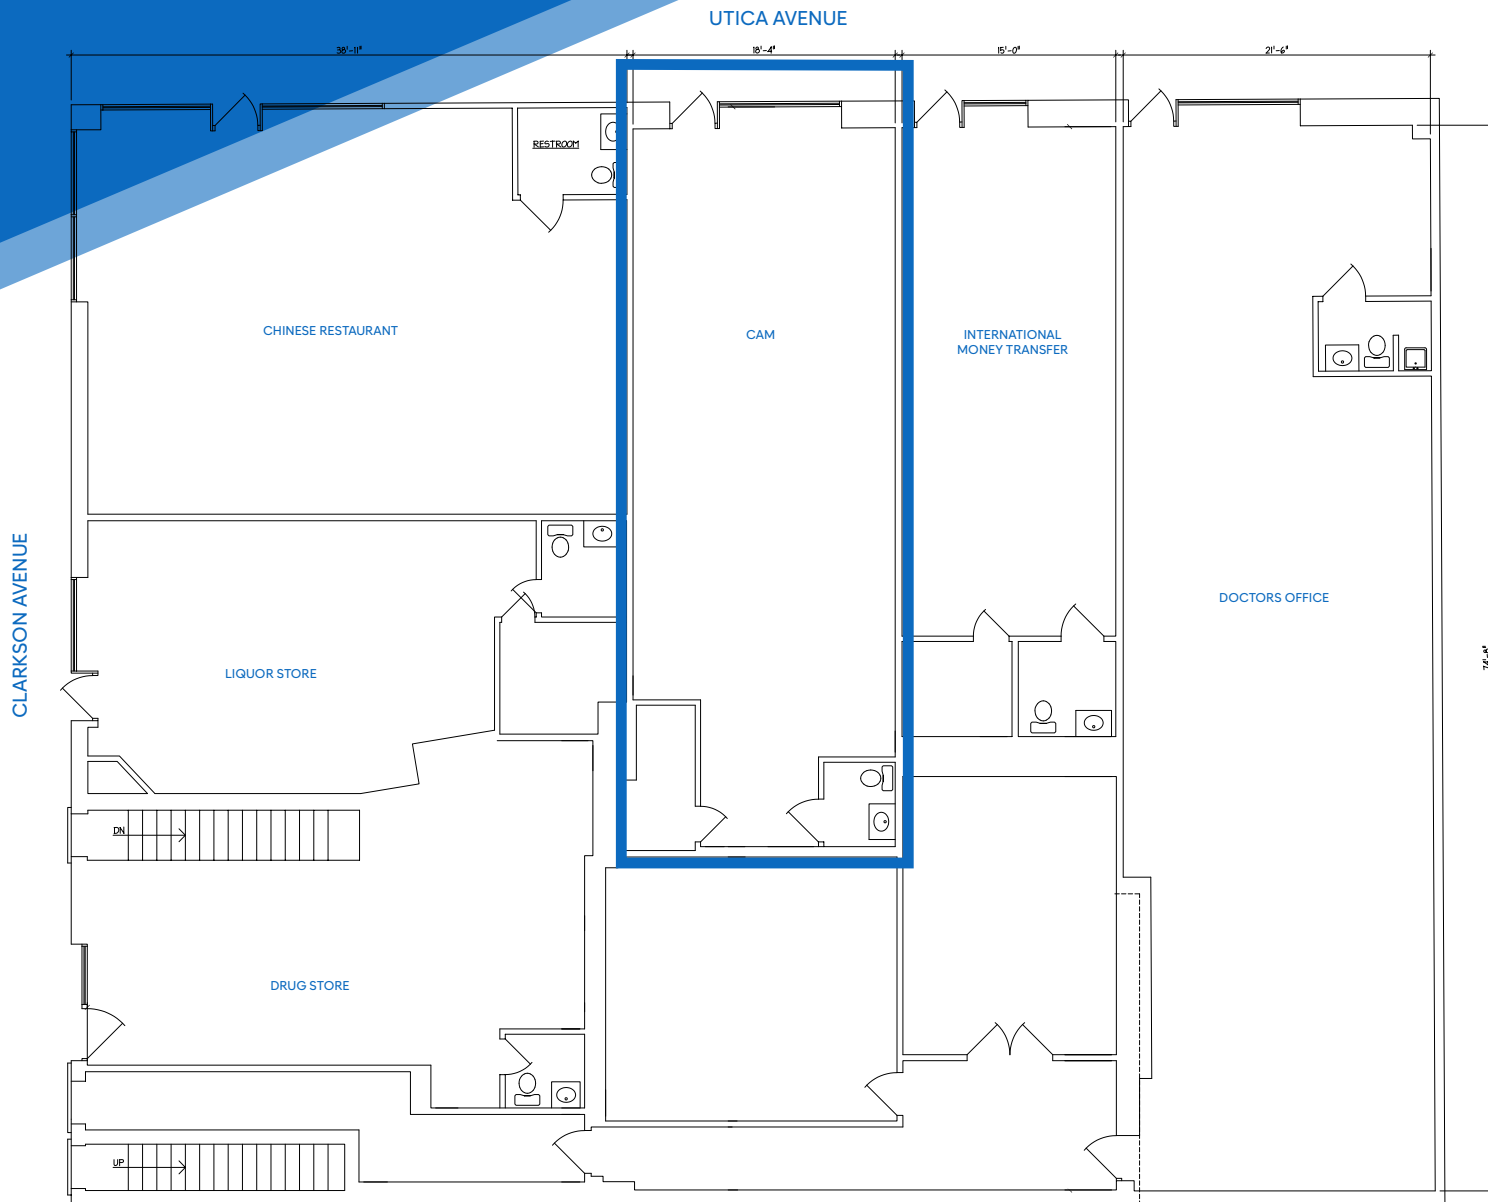 UTICA AVENUE
38'-11"
18'-4"
15'-0"
21'-6"
RESTROOM
CHINESE RESTAURANT
CAM
INTERNATIONAL
MONEY TRANSFER
CLARKSON AVENUE
DOCTORS OFFICE
LIQUOR STORE
DN
DRUG STORE
UP